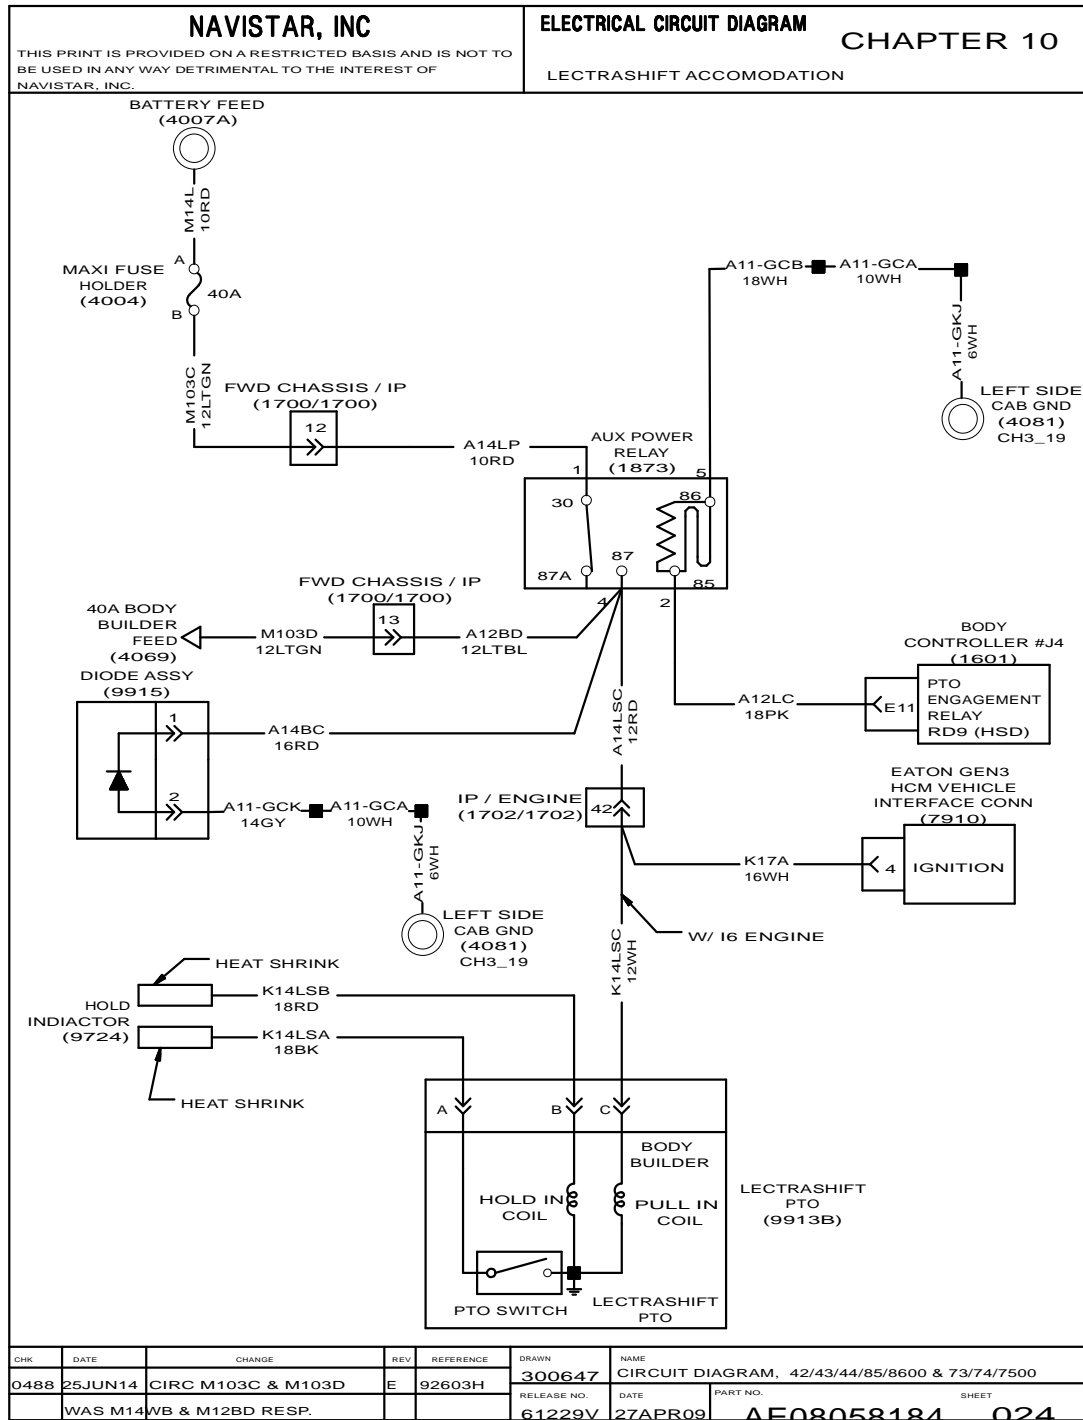 NAVISTAR, INC
THIS PRINT IS PROVIDED ON A RESTRICTED BASIS AND IS NOT TO
BE USED IN ANY WAY DETRIMENTAL TO THE INTEREST OF
NAVISTAR, INC.
ELECTRICAL CIRCUIT DIAGRAM
CHAPTER 10
LECTRASHIFT ACCOMODATION
BATTERY FEED
(4007A)
M14L
10RD
MAXI FUSE
HOLDER
(4004)
A
40A
B
M103C
12LTGN
FWD CHASSIS / IP
(1700/1700)
12
A14LP
10RD
A11-GCB
18WH
A11-GCA
10WH
A11-GKJ
6WH
LEFT SIDE
CAB GND
(4081)
CH3_19
AUX POWER
RELAY
(1873)
1
5
30
86
87A
87
85
4
2
FWD CHASSIS / IP
(1700/1700)
13
40A BODY
BUILDER
FEED
(4069)
M103D
12LTGN
A12BD
12LTBL
DIODE ASSY
(9915)
1
2
A14BC
16RD
A11-GCK
14GY
A11-GCA
10WH
A11-GKJ
6WH
LEFT SIDE
CAB GND
(4081)
CH3_19
A14LSC
12RD
A12LC
18PK
BODY
CONTROLLER #J4
(1601)
E11
PTO
ENGAGEMENT
RELAY
RD9 (HSD)
IP / ENGINE
(1702/1702)
42
EATON GEN3
HCM VEHICLE
INTERFACE CONN
(7910)
K17A
16WH
4
IGNITION
W/ I6 ENGINE
K14LSC
12WH
HEAT SHRINK
HOLD
INDIACTOR
(9724)
K14LSB
18RD
K14LSA
18BK
HEAT SHRINK
A
B
C
BODY
BUILDER
HOLD IN
COIL
PULL IN
COIL
LECTRASHIFT
PTO
(9913B)
PTO SWITCH
LECTRASHIFT
PTO
CHK
DATE
CHANGE
REV
REFERENCE
0488
25JUN14
CIRC M103C & M103D
E
92603H
WAS M14WB & M12BD RESP.
DRAWN
300647
NAME
CIRCUIT DIAGRAM, 42/43/44/85/8600 & 73/74/7500
RELEASE NO.
61229V
DATE
27APR09
PART NO.
AE08058184
SHEET
024